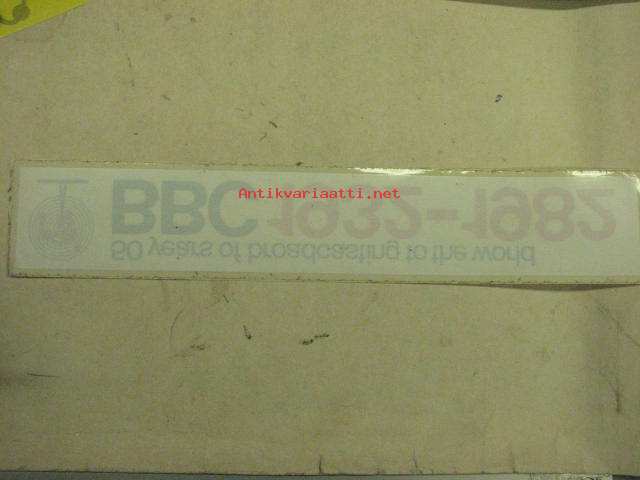 BBC 1932-1982
50 years of broadcasting to the world
Antikvariaatti.net